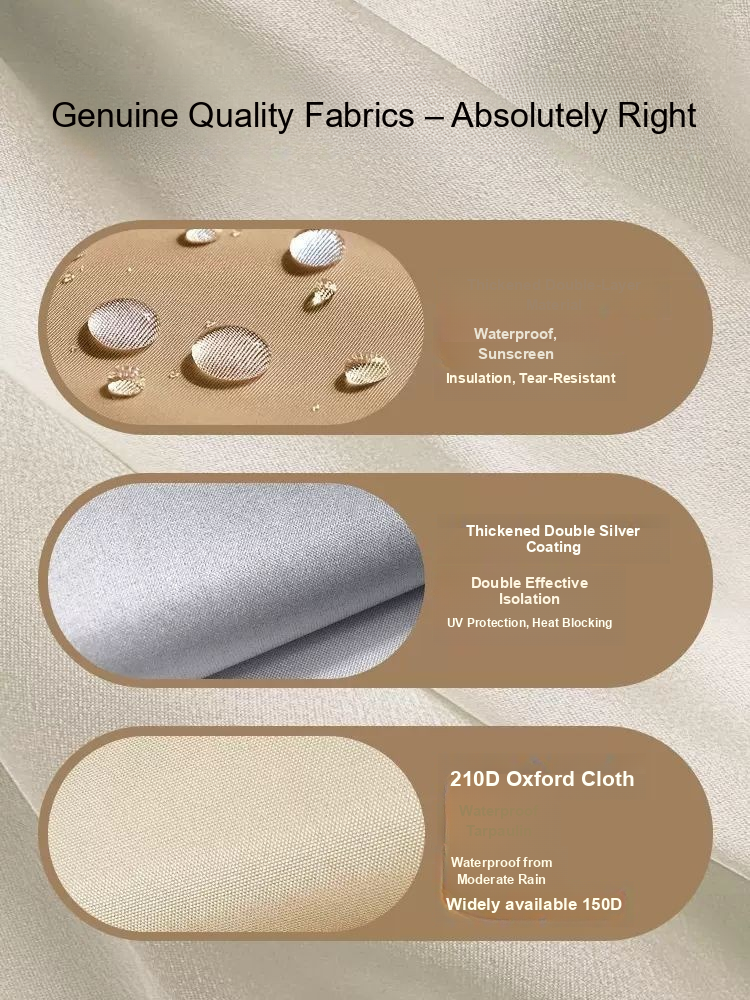 Genuine Quality Fabrics – Absolutely Right
Waterproof,
Sunscreen
Insulation, Tear-Resistant
Thickened Double Silver
Coating
Double Effective
Isolation
UV Protection, Heat Blocking
210D Oxford Cloth
Waterproof from
Moderate Rain
Widely available 150D